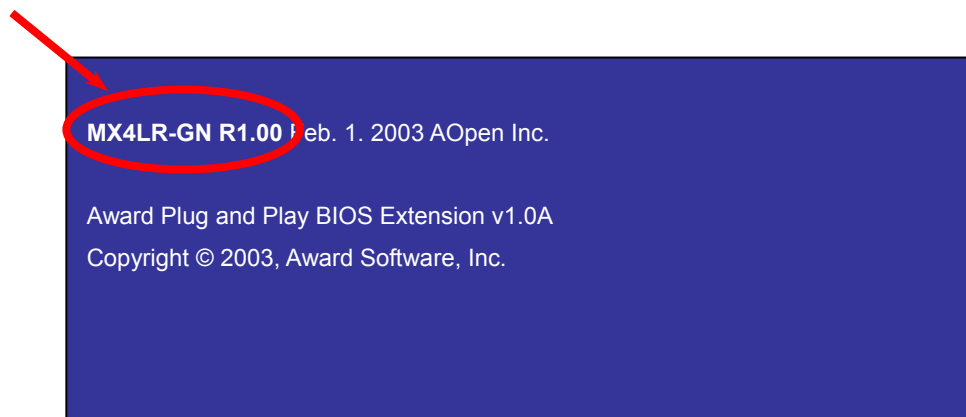 MX4LR-GN R1.00 Feb. 1. 2003 AOpen Inc.
Award Plug and Play BIOS Extension v1.0A
Copyright © 2003, Award Software, Inc.